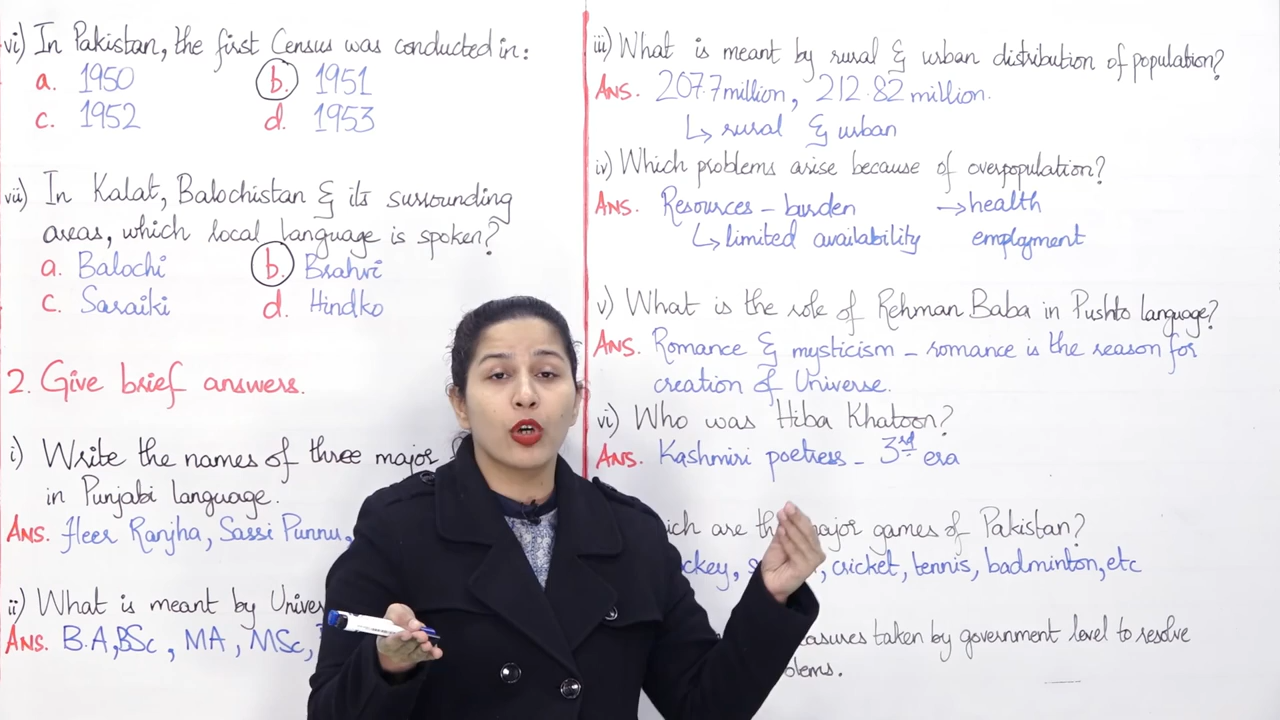 vi) In Pakistan, the first Census was conducted in:
a. 1950 b. 1951
c. 1952 d. 1953
vii) In Kalat, Balochistan & its surrounding
areas, which local language is spoken?
a. Balochi b. Brahvi
c. Saraiki d. Hindko
2. Give brief answers.
i) Write the names of three major
in Punjabi language.
Ans. Heer Ranjha, Sassi Punnu.
ii) What is meant by
Ans. B.A, BSc, MA, MSc,
iii) What is meant by rural & urban distribution of population?
Ans. 207.7 million, 212.82 million.
↳ rural & urban
iv) Which problems arise because of overpopulation?
Ans. Resources - burden → health
↳ limited availability employment
v) What is the role of Rehman Baba in Pushto language?
Ans. Romance & mysticism - romance is the reason for
creation of Universe.
vi) Who was Hiba Khatoon?
Ans. Kashmiri poetress - 3rd era
are the major games of Pakistan?
cricket, tennis, badminton, etc
taken by government level to resolve